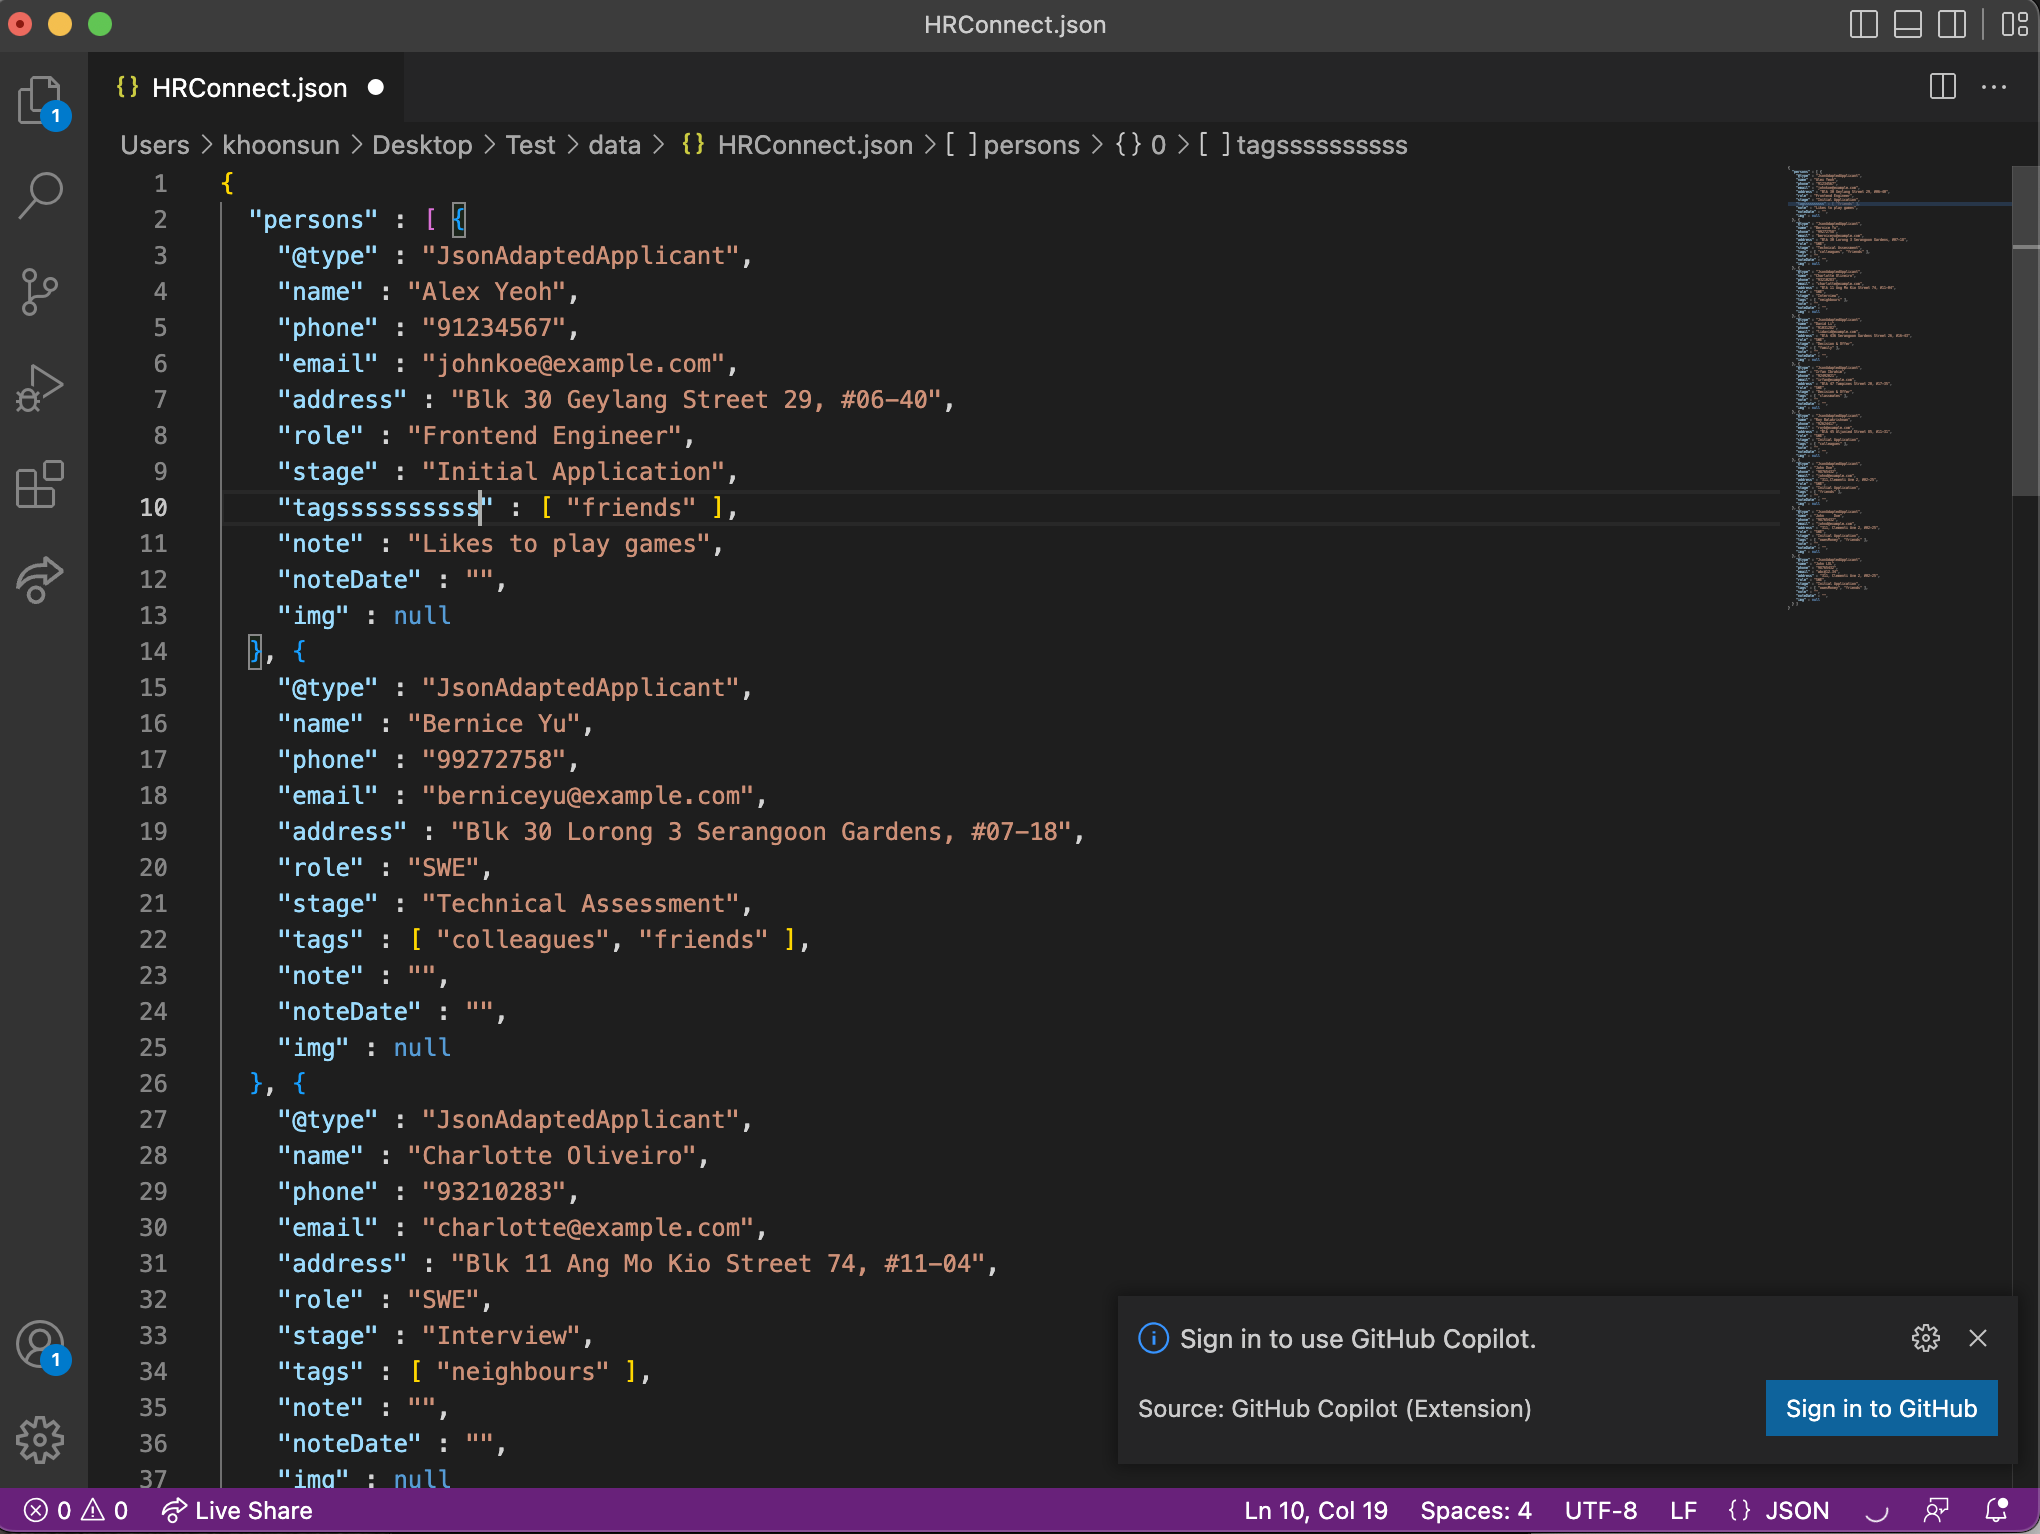 HRConnect.json
{} HRConnect.json
1
Users > khoonsun > Desktop > Test > data > {} HRConnect.json > [ ] persons > {} 0 > [ ] tagssssssssss
1 {
2 "persons" : [ {
3 "@type" : "JsonAdaptedApplicant",
4 "name" : "Alex Yeoh",
5 "phone" : "91234567",
6 "email" : "johnkoe@example.com",
7 "address" : "Blk 30 Geylang Street 29, #06-40",
8 "role" : "Frontend Engineer",
9 "stage" : "Initial Application",
10 "tagssssssssss" : [ "friends" ],
11 "note" : "Likes to play games",
12 "noteDate" : "",
13 "img" : null
14 }, {
15 "@type" : "JsonAdaptedApplicant",
16 "name" : "Bernice Yu",
17 "phone" : "99272758",
18 "email" : "berniceyu@example.com",
19 "address" : "Blk 30 Lorong 3 Serangoon Gardens, #07-18",
20 "role" : "SWE",
21 "stage" : "Technical Assessment",
22 "tags" : [ "colleagues", "friends" ],
23 "note" : "",
24 "noteDate" : "",
25 "img" : null
26 }, {
27 "@type" : "JsonAdaptedApplicant",
28 "name" : "Charlotte Oliveiro",
29 "phone" : "93210283",
30 "email" : "charlotte@example.com",
31 "address" : "Blk 11 Ang Mo Kio Street 74, #11-04",
32 "role" : "SWE",
33 "stage" : "Interview",
34 "tags" : [ "neighbours" ],
35 "note" : "",
36 "noteDate" : "",
37 "img" : null
1
Sign in to use GitHub Copilot.
Source: GitHub Copilot (Extension)
Sign in to GitHub
0 0 Live Share
Ln 10, Col 19 Spaces: 4 UTF-8 LF {} JSON